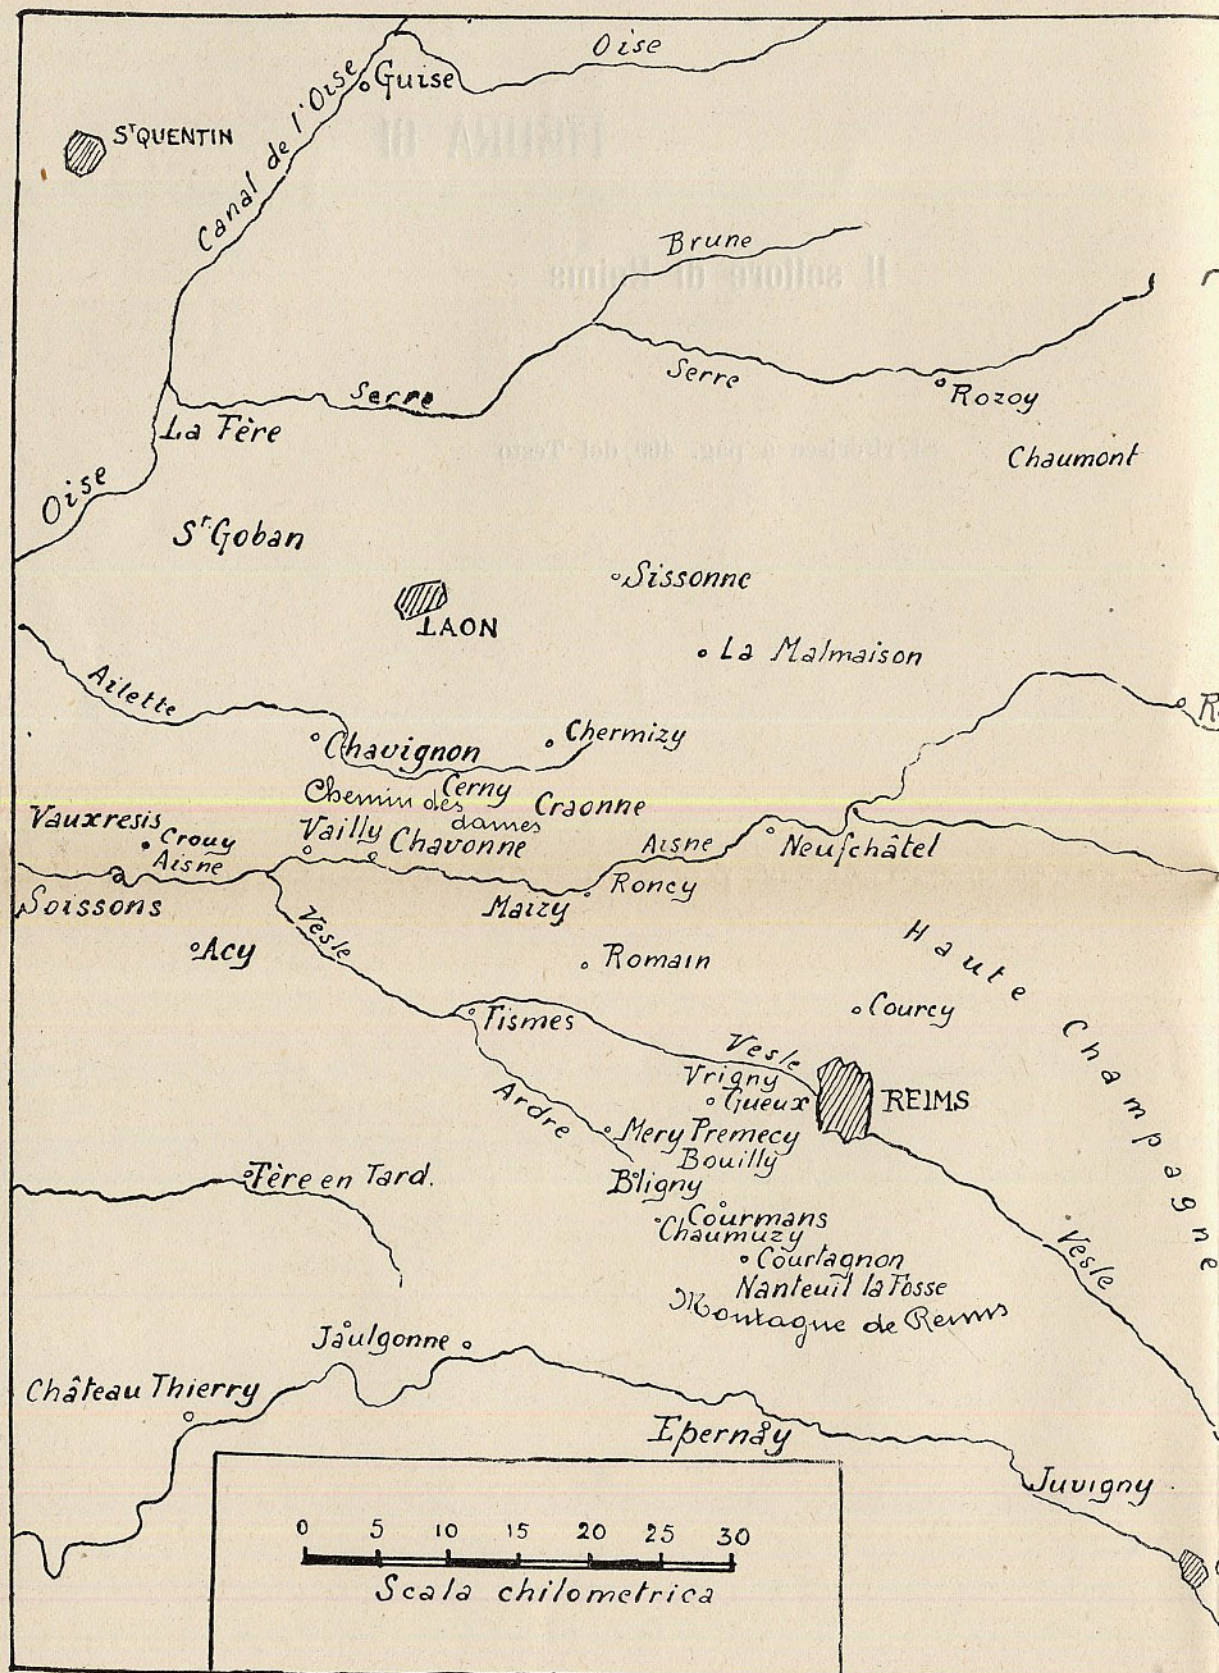 Oise
Canal de l'Oise
Guise
St QUENTIN
Brune
Serre
Serre
Rozoy
La Fère
Chaumont
Oise
St Goban
Sissonne
LAON
La Malmaison
Ailette
Chavignon
Chermizy
Cerny
Chemin des
dames
Craonne
Vauxresis
Crouy
Vailly
Chavonne
Aisne
Aisne
Neufchâtel
Soissons
Maizy
Roncy
Vesle
Acy
Romain
Haute Champagne
Courcy
Fismes
Vesle
Vrigny
Gueux
REIMS
Ardre
Mery Premecy
Bouilly
Fère en Tard.
Bligny
Courmans
Chaumuzy
Vesle
Courtagnon
Nanteuil la Fosse
Montagne de Reims
Jaulgonne
Château Thierry
Epernay
Juvigny
0 5 10 15 20 25 30
Scala chilometrica